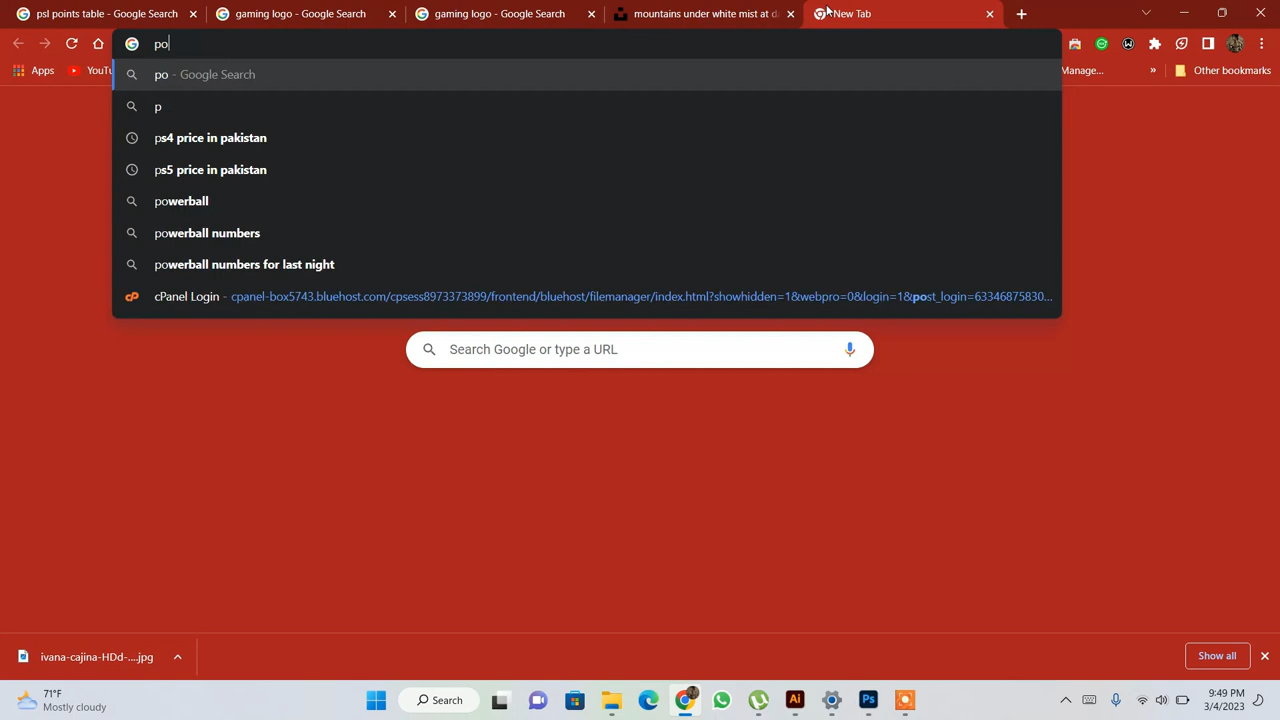 psl points table - Google Search
gaming logo - Google Search
gaming logo - Google Search
mountains under white mist at d
New Tab
po
Apps
YouTu
Manage...
»
Other bookmarks
po - Google Search
p
ps4 price in pakistan
ps5 price in pakistan
powerball
powerball numbers
powerball numbers for last night
cPanel Login - cpanel-box5743.bluehost.com/cpsess8973373899/frontend/bluehost/filemanager/index.html?showhidden=1&webpro=0&login=1&post_login=63346875830...
Search Google or type a URL
ivana-cajina-HDd-....jpg
Show all
71°F
Mostly cloudy
Search
Ai
Ps
9:49 PM
3/4/2023